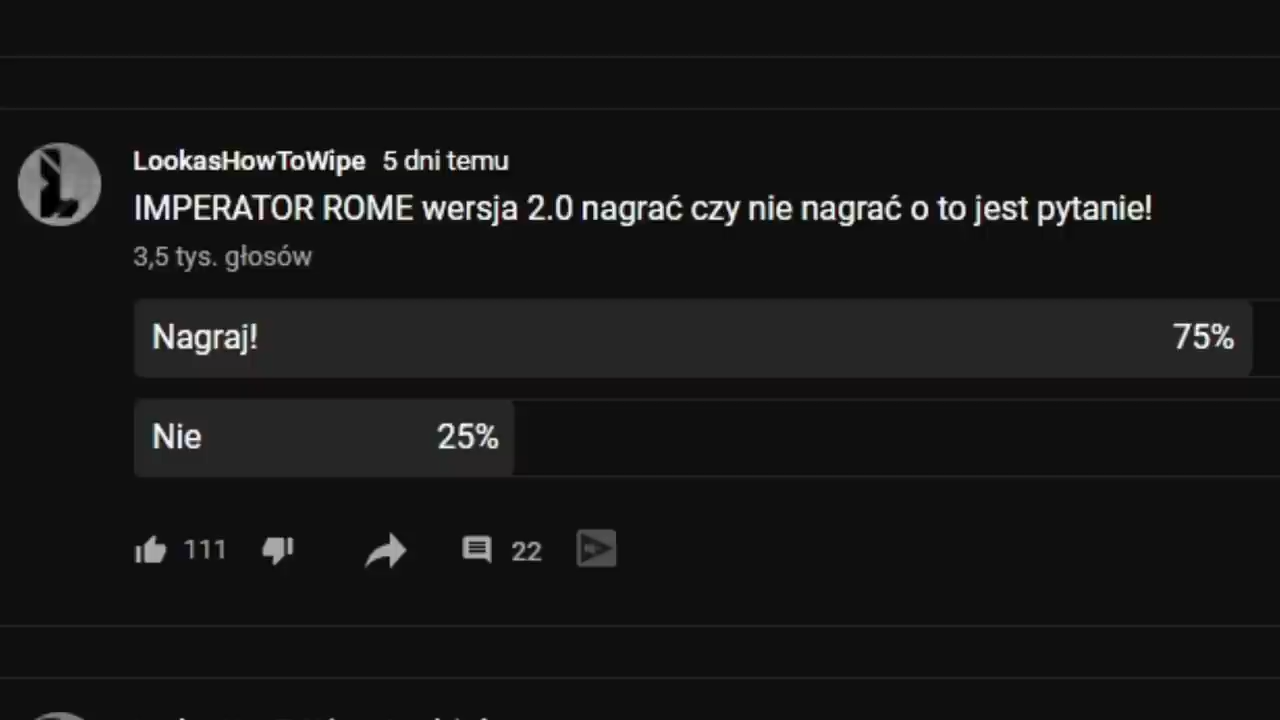 LookasHowToWipe 5 dni temu
IMPERATOR ROME wersja 2.0 nagrać czy nie nagrać o to jest pytanie!
3,5 tys. głosów
Nagraj! 75%
Nie 25%
111 22